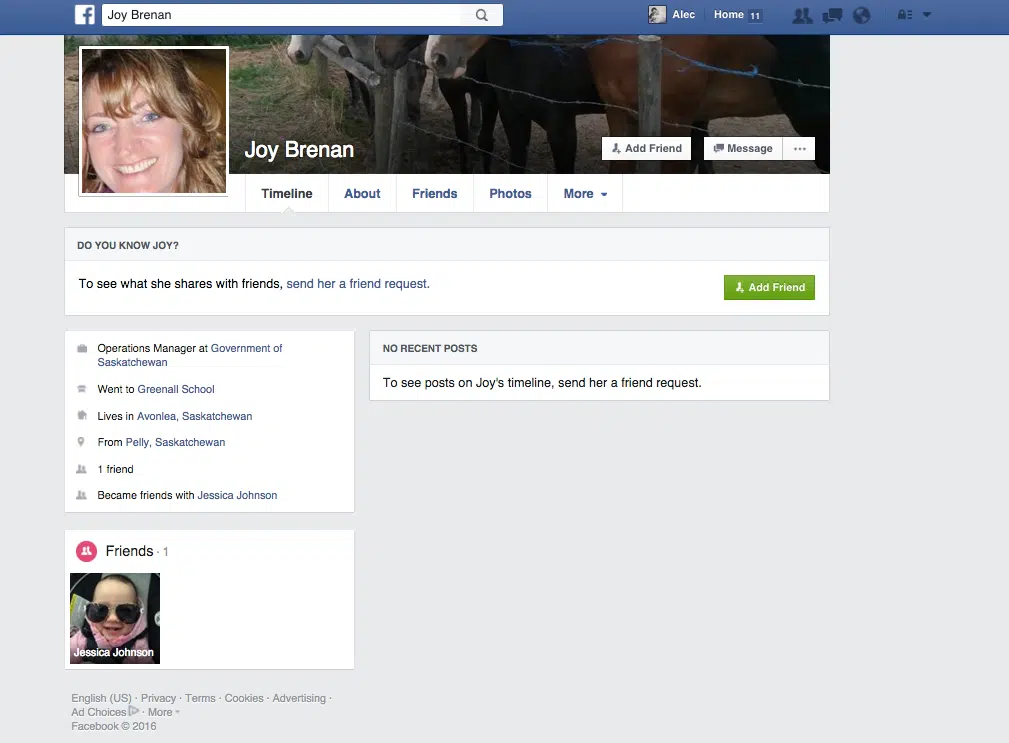 Joy Brenan
Alec
Home 11
Joy Brenan
Add Friend
Message
Timeline
About
Friends
Photos
More
DO YOU KNOW JOY?
To see what she shares with friends, send her a friend request.
Add Friend
Operations Manager at Government of
Saskatchewan
Went to Greenall School
Lives in Avonlea, Saskatchewan
From Pelly, Saskatchewan
1 friend
Became friends with Jessica Johnson
NO RECENT POSTS
To see posts on Joy's timeline, send her a friend request.
Friends · 1
Jessica Johnson
English (US) · Privacy · Terms · Cookies · Advertising ·
Ad Choices · More
Facebook © 2016